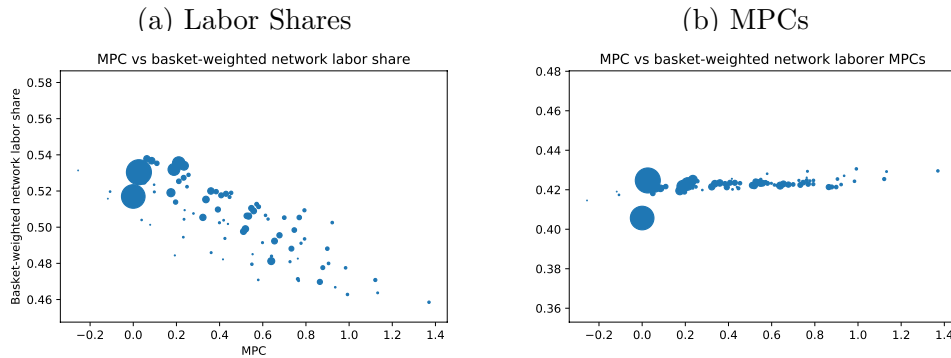 (a) Labor Shares
(b) MPCs
MPC vs basket-weighted network labor share
Basket-weighted network labor share
0.58
0.56
0.54
0.52
0.50
0.48
0.46
−0.2 0.0 0.2 0.4 0.6 0.8 1.0 1.2 1.4
MPC
MPC vs basket-weighted network laborer MPCs
0.48
0.46
0.44
0.42
0.40
0.38
0.36
−0.2 0.0 0.2 0.4 0.6 0.8 1.0 1.2 1.4